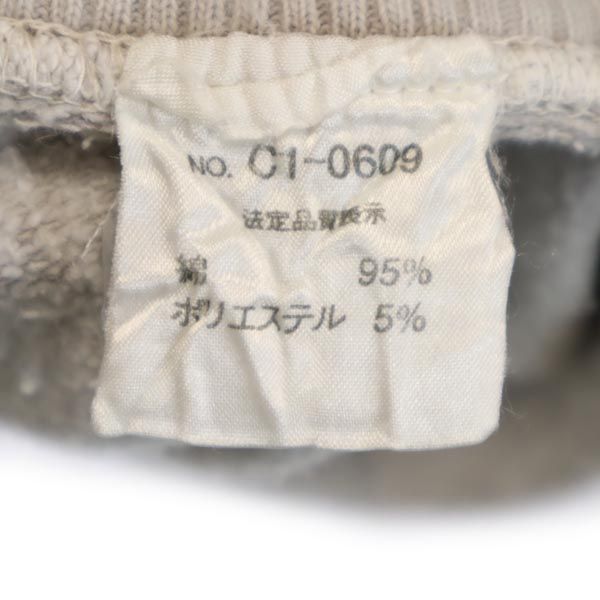 NO. C1-0609
法定品質表示
綿 95%
ポリエステル 5%